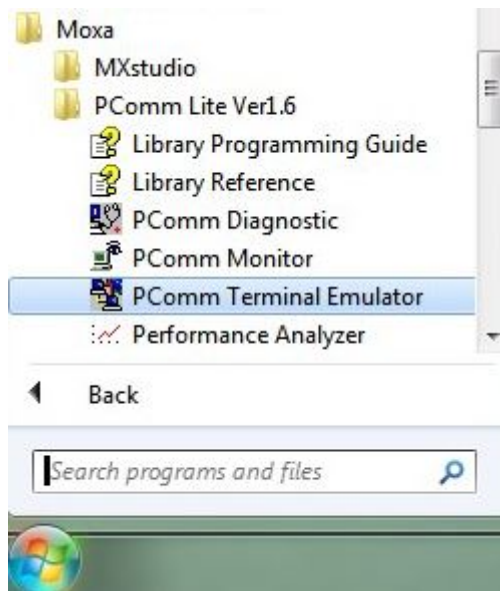 Moxa
MXstudio
PComm Lite Ver1.6
Library Programming Guide
Library Reference
PComm Diagnostic
PComm Monitor
PComm Terminal Emulator
Performance Analyzer
Back
Search programs and files